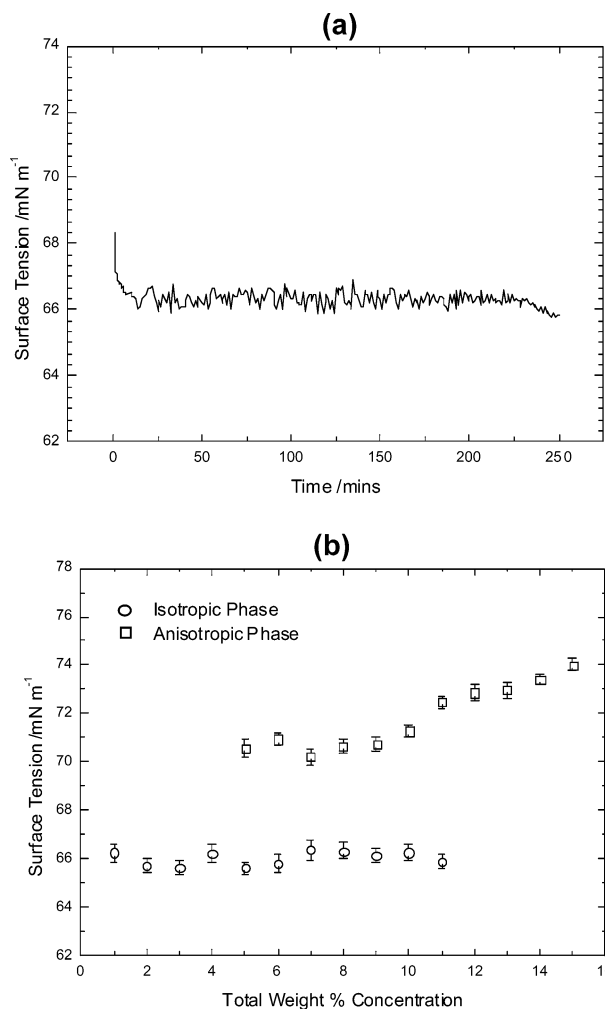 (a)
74
72
70
68
66
64
62
Surface Tension /mN m⁻¹
0 50 100 150 200 250
Time /mins
(b)
78
76
74
72
70
68
66
64
62
Surface Tension /mN m⁻¹
Isotropic Phase
Anisotropic Phase
0 2 4 6 8 10 12 14 1
Total Weight % Concentration